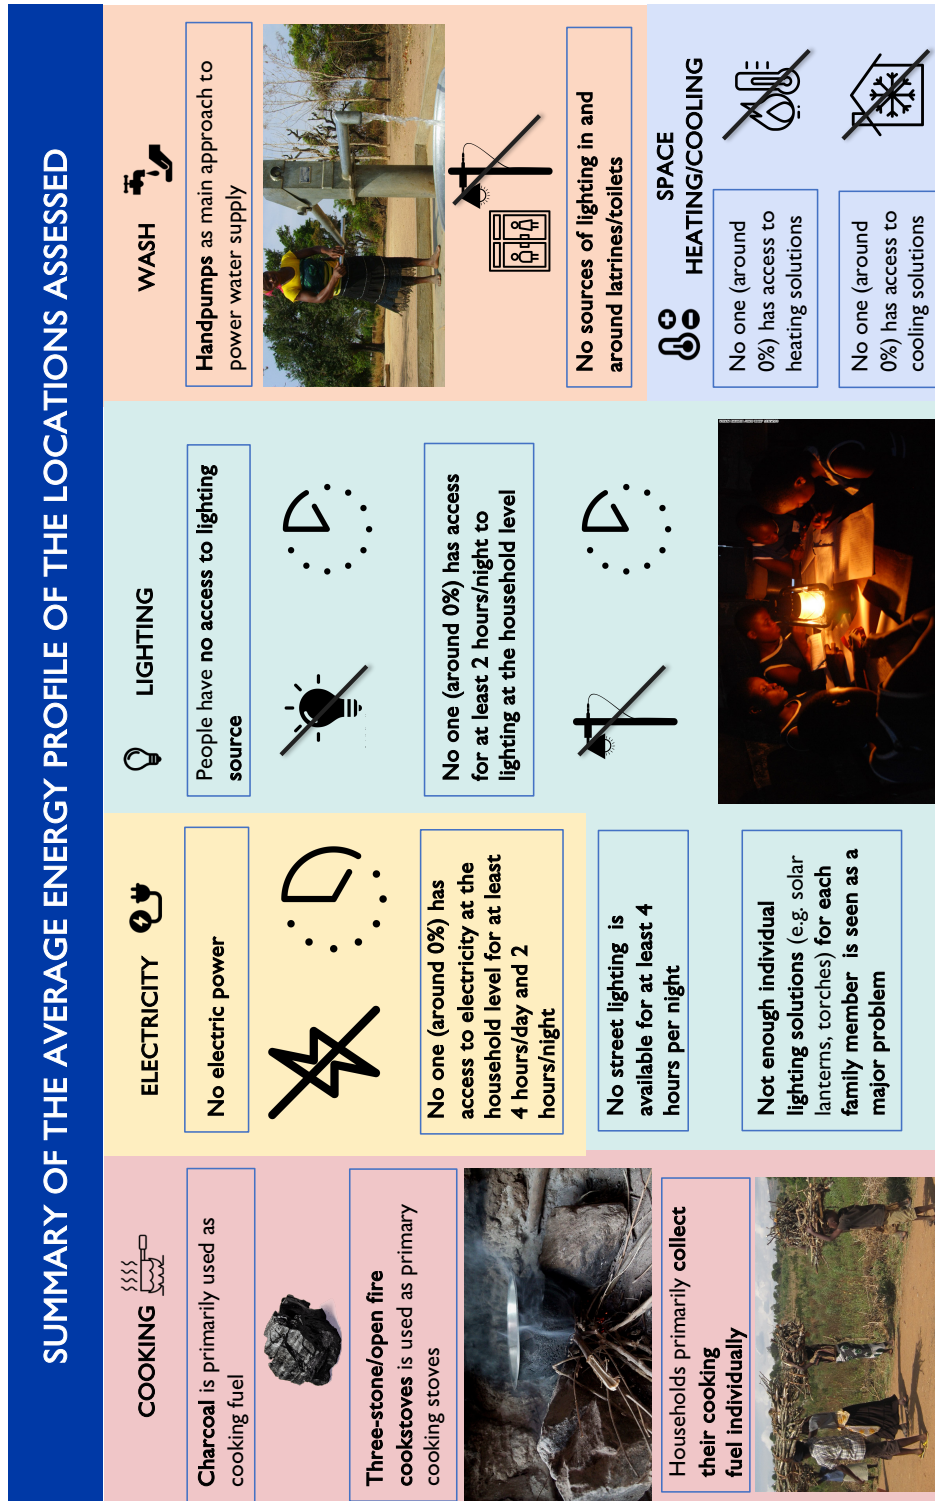 SUMMARY OF THE AVERAGE ENERGY PROFILE OF THE LOCATIONS ASSESSED
COOKING
Charcoal is primarily used as
cooking fuel
Three-stone/open fire
cookstoves is used as primary
cooking stoves
Households primarily collect
their cooking
fuel individually
ELECTRICITY
No electric power
No one (around 0%) has
access to electricity at the
household level for at least
4 hours/day and 2
hours/night
LIGHTING
People have no access to lighting
source
No one (around 0%) has access
for at least 2 hours/night to
lighting at the household level
No street lighting is
available for at least 4
hours per night
Not enough individual
lighting solutions (e.g. solar
lanterns, torches) for each
family member is seen as a
major problem
WASH
Handpumps as main approach to
power water supply
No sources of lighting in and
around latrines/toilets
SPACE
HEATING/COOLING
No one (around
0%) has access to
heating solutions
No one (around
0%) has access to
cooling solutions